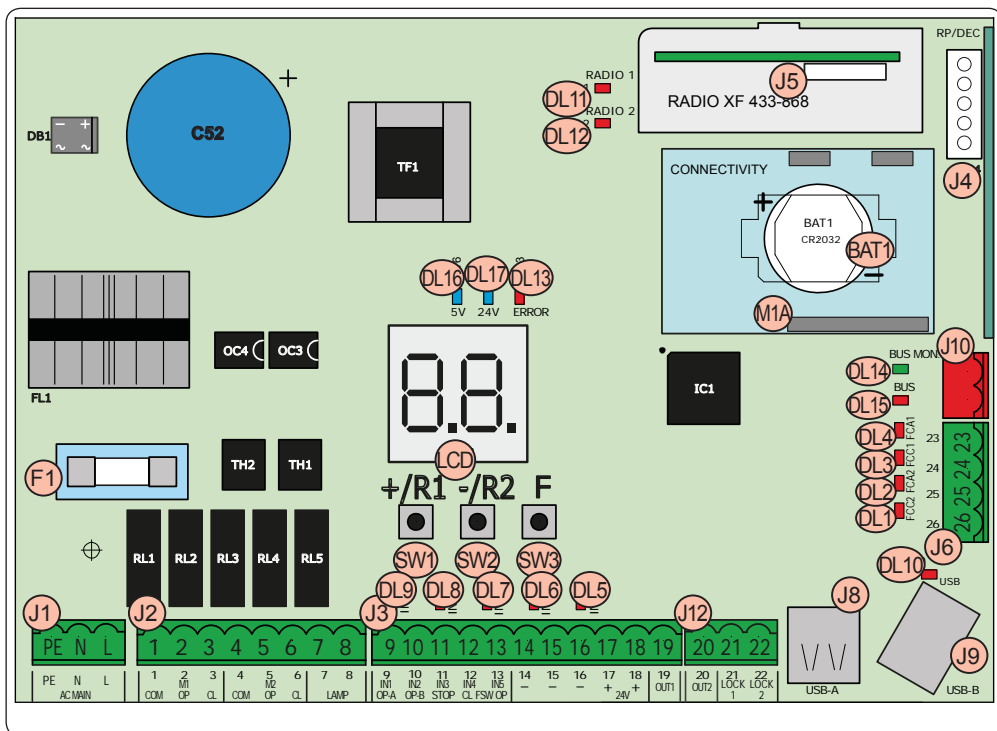 RP/DEC
J5
J4
RADIO 1
DL11
RADIO 2
DL12
RADIO XF 433-868
DB1
− +
~ ~
+
C52
TF1
CONNECTIVITY
+
BAT1
CR2032
BAT1
−
M1A
DL16 DL17 DL13
5V 24V ERROR
FL1
OC4 OC3
8.8.
LCD
IC1
J10
DL14 BUS MON.
DL15 BUS
DL4 FCA1 23 23
DL3 FCC1 24 24
DL2 FCA2 25 25
DL1 FCC2 26 26
J6
F1
TH2 TH1
+/R1 -/R2 F
SW1 SW2 SW3
RL1 RL2 RL3 RL4 RL5
DL9 DL8 DL7 DL6 DL5
DL10 USB
J1 J2 J3 J12 J8 J9
PE N L 1 2 3 4 5 6 7 8 9 10 11 12 13 14 15 16 17 18 19 20 21 22
PE N L 1 2 3 4 5 6 7 8 9 10 11 12 13 14 15 16 17 18 19 20 21 22
AC MAIN COM M1 OP CL COM M2 OP CL LAMP IN1 OP-A IN2 OP-B IN3 STOP IN4 CL IN5 FSW OP − − − + + 24V OUT1 OUT2 LOCK 1 LOCK 2
USB-A USB-B